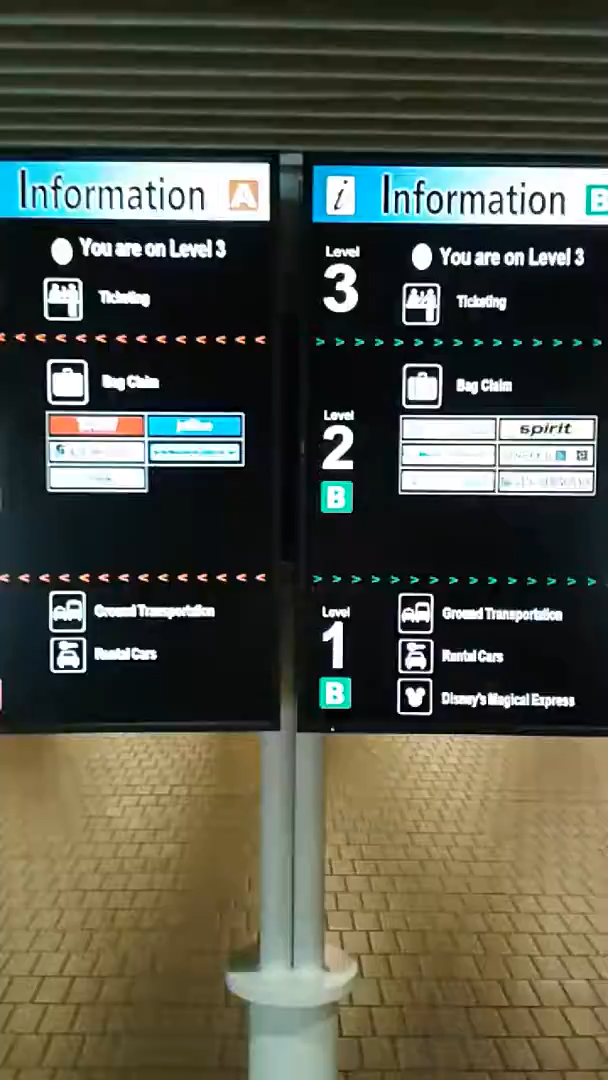 Information A
You are on Level 3
Ticketing
Bag Claim
jetBlue
Ground Transportation
Rental Cars
i Information B
Level
3
You are on Level 3
Ticketing
Level
2
B
Bag Claim
spirit
Level
1
B
Ground Transportation
Rental Cars
Disney's Magical Express